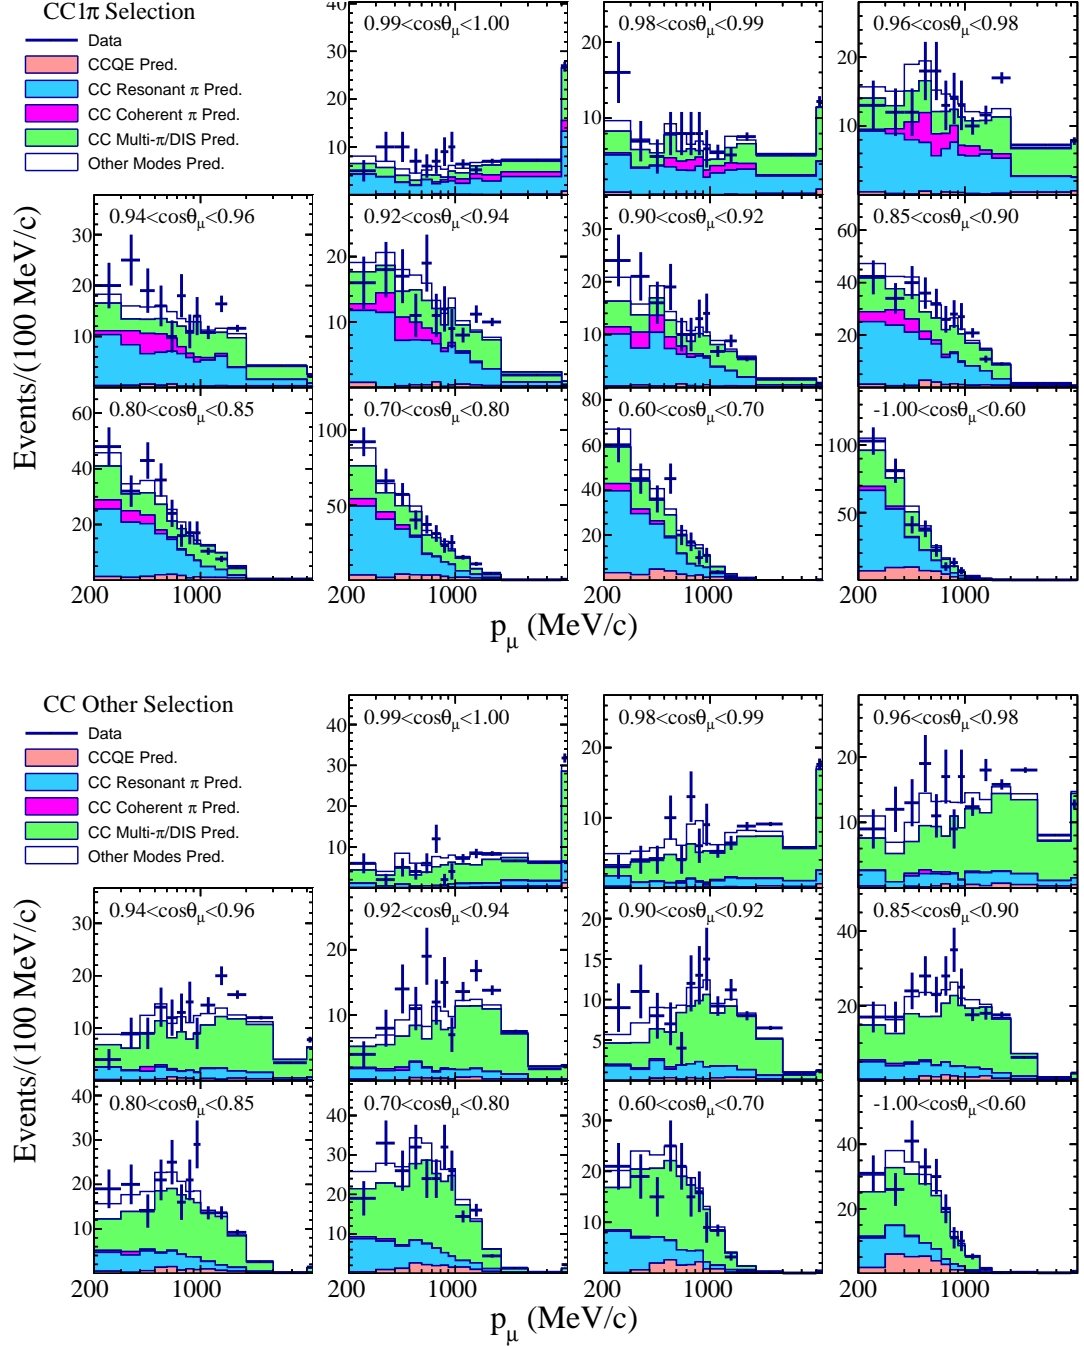 CC1π Selection
Data
CCQE Pred.
CC Resonant π Pred.
CC Coherent π Pred.
CC Multi-π/DIS Pred.
Other Modes Pred.
0.99<cosθμ<1.00
40
30
20
10
0.98<cosθμ<0.99
20
10
0.96<cosθμ<0.98
20
10
Events/(100 MeV/c)
0.94<cosθμ<0.96
30
20
10
0.92<cosθμ<0.94
20
10
0.90<cosθμ<0.92
30
20
10
0.85<cosθμ<0.90
60
40
20
0.80<cosθμ<0.85
60
40
20
0.70<cosθμ<0.80
100
50
0.60<cosθμ<0.70
80
60
40
20
-1.00<cosθμ<0.60
100
50
200 1000
200 1000
200 1000
200 1000
pμ (MeV/c)
CC Other Selection
Data
CCQE Pred.
CC Resonant π Pred.
CC Coherent π Pred.
CC Multi-π/DIS Pred.
Other Modes Pred.
0.99<cosθμ<1.00
40
30
20
10
0.98<cosθμ<0.99
20
10
0.96<cosθμ<0.98
20
10
Events/(100 MeV/c)
0.94<cosθμ<0.96
30
20
10
0.92<cosθμ<0.94
20
10
0.90<cosθμ<0.92
20
15
10
5
0.85<cosθμ<0.90
40
20
0.80<cosθμ<0.85
40
30
20
10
0.70<cosθμ<0.80
40
30
20
10
0.60<cosθμ<0.70
30
20
10
-1.00<cosθμ<0.60
40
20
200 1000
200 1000
200 1000
200 1000
pμ (MeV/c)